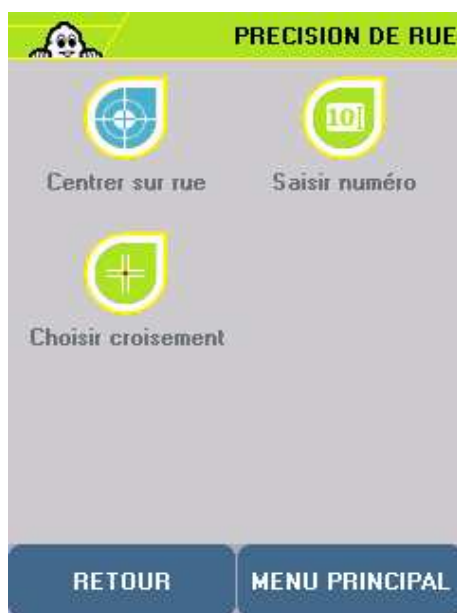 PRECISION DE RUE
10
Centrer sur rue
Saisir numéro
Choisir croisement
RETOUR
MENU PRINCIPAL